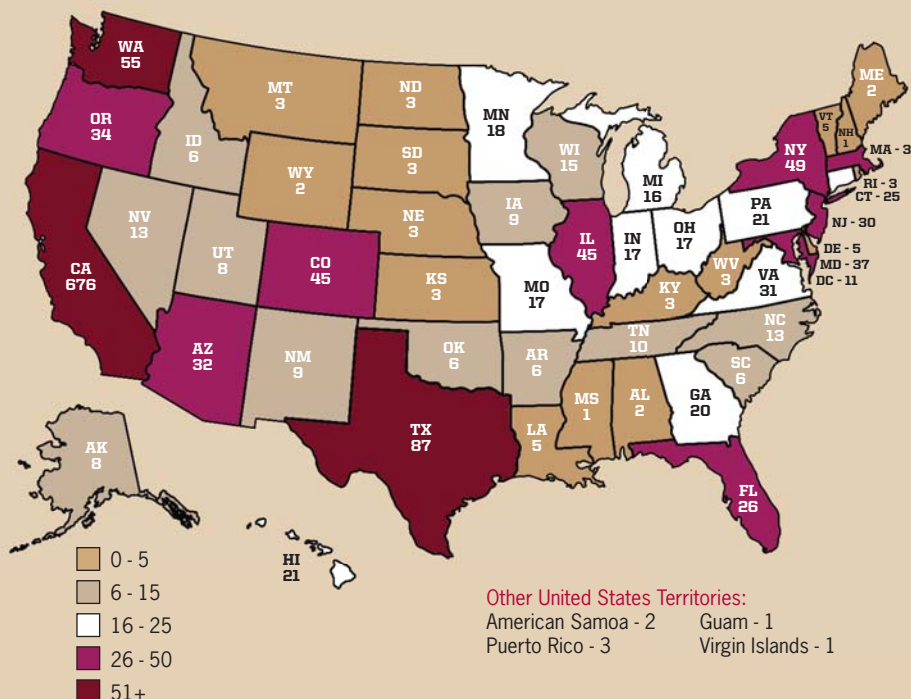 WA
55
OR
34
CA
676
ID
6
NV
13
MT
3
WY
2
UT
8
AZ
32
CO
45
NM
9
ND
3
SD
3
NE
3
KS
3
OK
6
TX
87
MN
18
IA
9
MO
17
AR
6
LA
5
WI
15
IL
45
MI
16
IN
17
OH
17
KY
3
TN
10
MS
1
AL
2
GA
20
FL
26
SC
6
NC
13
VA
31
WV
3
PA
21
NY
49
VT
5
NH
1
ME
2
MA - 3
RI - 3
CT - 25
NJ - 30
DE - 5
MD - 37
DC - 11
AK
8
HI
21
0 - 5
6 - 15
16 - 25
26 - 50
51+
Other United States Territories:
American Samoa - 2 Guam - 1
Puerto Rico - 3 Virgin Islands - 1